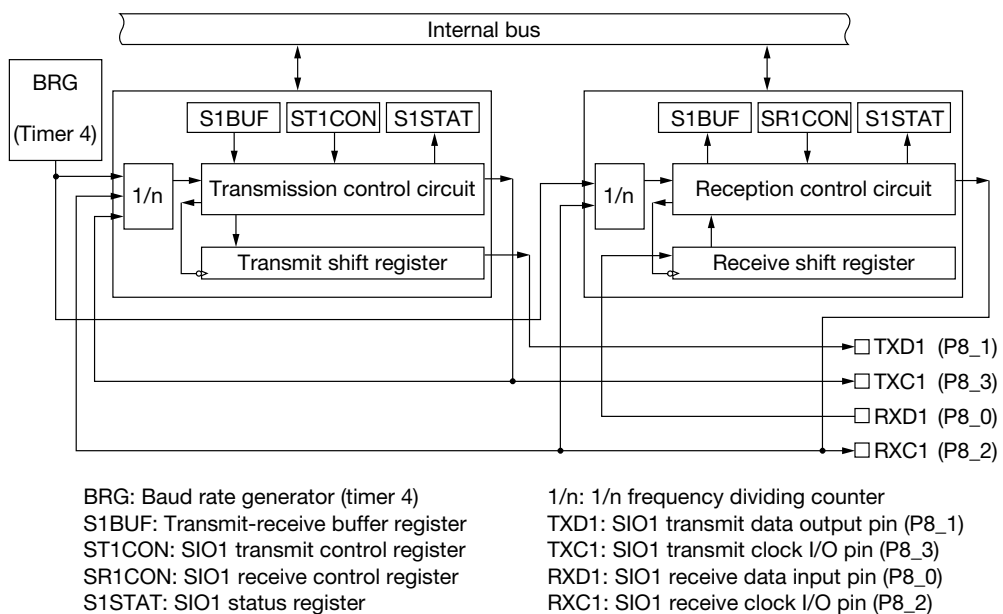 Internal bus
BRG
(Timer 4)
S1BUF
ST1CON
S1STAT
S1BUF
SR1CON
S1STAT
1/n
Transmission control circuit
1/n
Reception control circuit
Transmit shift register
Receive shift register
TXD1 (P8_1)
TXC1 (P8_3)
RXD1 (P8_0)
RXC1 (P8_2)
BRG: Baud rate generator (timer 4)
S1BUF: Transmit-receive buffer register
ST1CON: SIO1 transmit control register
SR1CON: SIO1 receive control register
S1STAT: SIO1 status register
1/n: 1/n frequency dividing counter
TXD1: SIO1 transmit data output pin (P8_1)
TXC1: SIO1 transmit clock I/O pin (P8_3)
RXD1: SIO1 receive data input pin (P8_0)
RXC1: SIO1 receive clock I/O pin (P8_2)